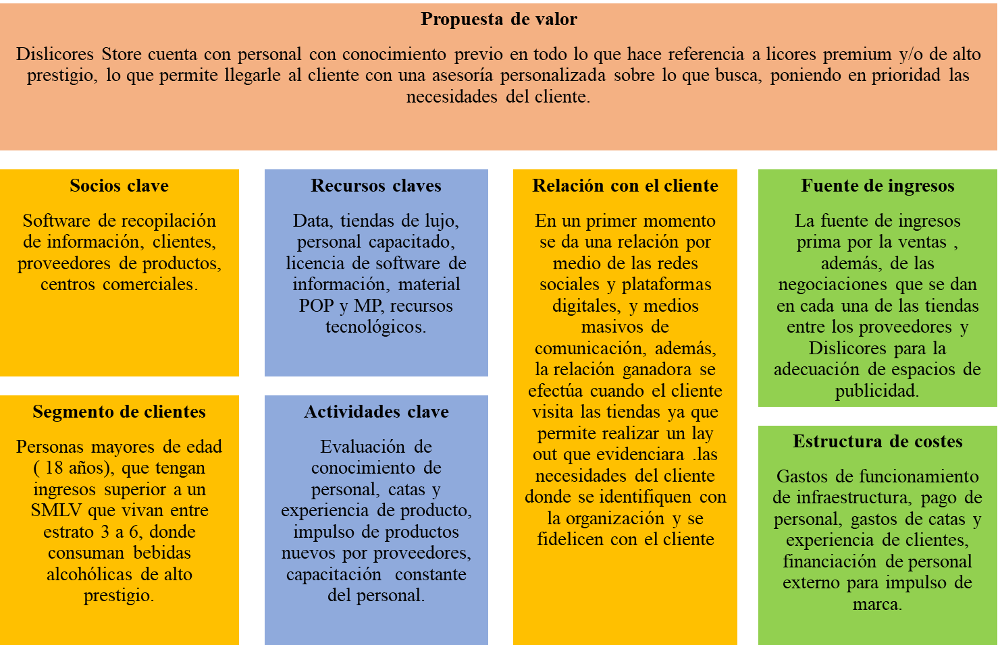 Propuesta de valor
Dislicores Store cuenta con personal con conocimiento previo en todo lo que hace referencia a licores premium y/o de alto
prestigio, lo que permite llegarle al cliente con una asesoría personalizada sobre lo que busca, poniendo en prioridad las
necesidades del cliente.
Socios clave
Software de recopilación
de información, clientes,
proveedores de productos,
centros comerciales.
Recursos claves
Data, tiendas de lujo,
personal capacitado,
licencia de software de
información, material
POP y MP, recursos
tecnológicos.
Relación con el cliente
En un primer momento
se da una relación por
medio de las redes
sociales y plataformas
digitales, y medios
masivos de
comunicación, además,
la relación ganadora se
efectúa cuando el cliente
visita las tiendas ya que
permite realizar un lay
out que evidenciara .las
necesidades del cliente
donde se identifiquen con
la organización y se
fidelicen con el cliente
Fuente de ingresos
La fuente de ingresos
prima por la ventas ,
además, de las
negociaciones que se dan
en cada una de las tiendas
entre los proveedores y
Dislicores para la
adecuación de espacios de
publicidad.
Segmento de clientes
Personas mayores de edad
( 18 años), que tengan
ingresos superior a un
SMLV que vivan entre
estrato 3 a 6, donde
consuman bebidas
alcohólicas de alto
prestigio.
Actividades clave
Evaluación de
conocimiento de
personal, catas y
experiencia de producto,
impulso de productos
nuevos por proveedores,
capacitación constante
del personal.
Estructura de costes
Gastos de funcionamiento
de infraestructura, pago de
personal, gastos de catas y
experiencia de clientes,
financiación de personal
externo para impulso de
marca.